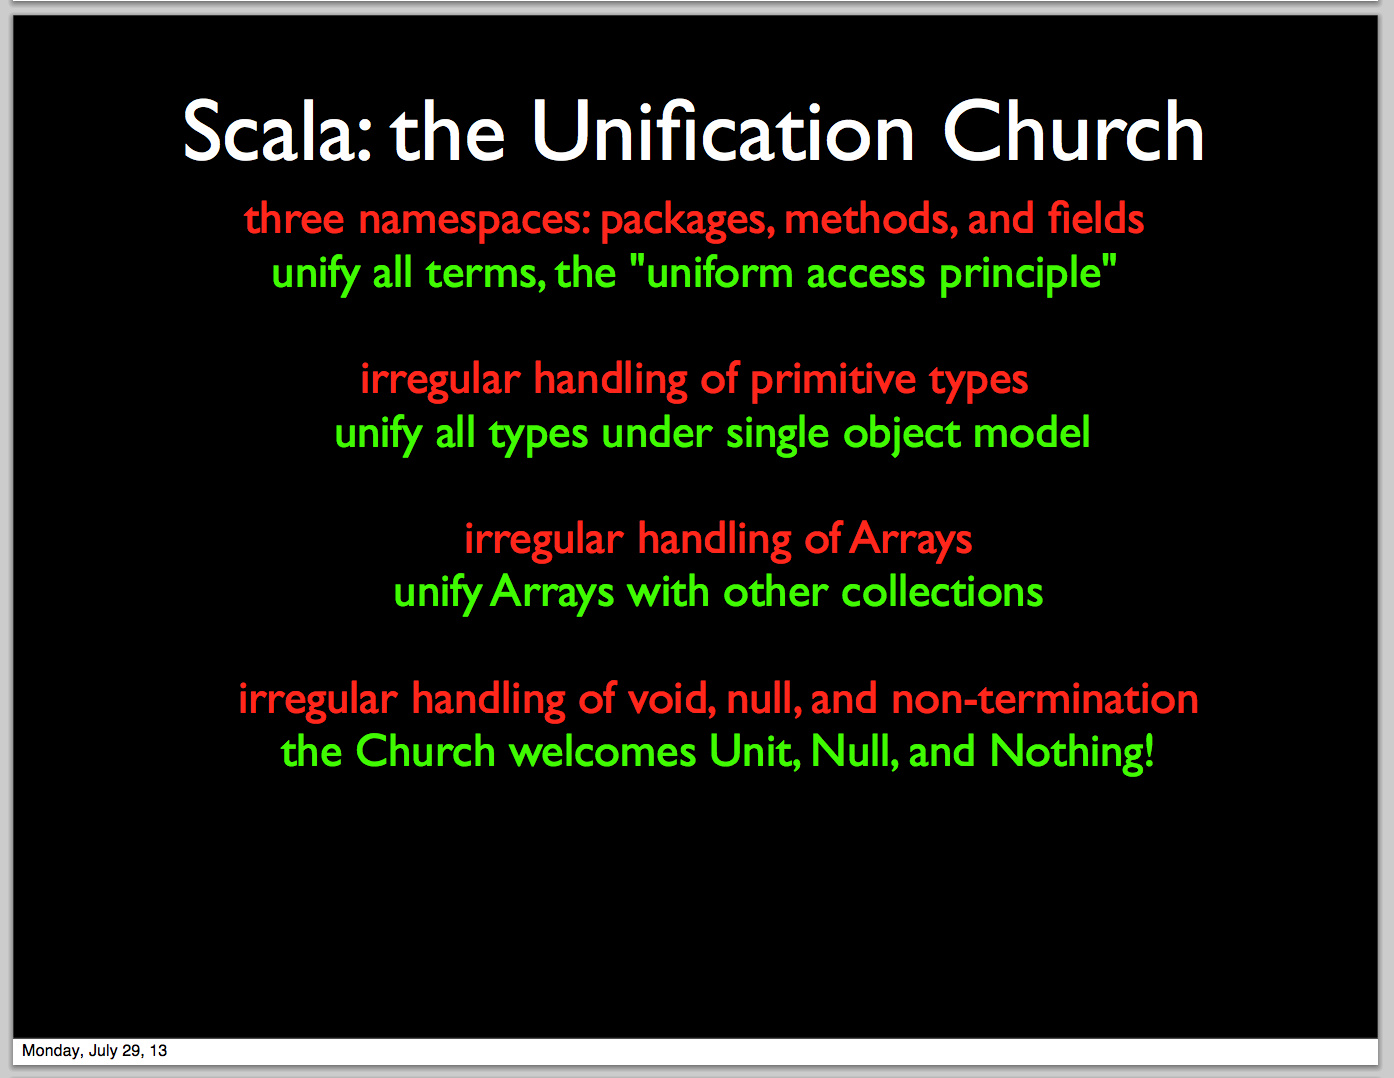 Scala: the Unification Church
three namespaces: packages, methods, and fields
unify all terms, the "uniform access principle"
irregular handling of primitive types
unify all types under single object model
irregular handling of Arrays
unify Arrays with other collections
irregular handling of void, null, and non-termination
the Church welcomes Unit, Null, and Nothing!
Monday, July 29, 13